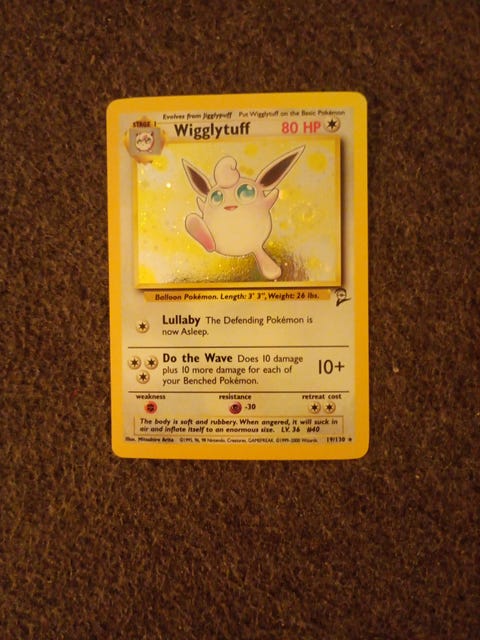 Evolves from Jigglypuff Put Wigglytuff on the Basic Pokémon
STAGE 1
Wigglytuff 80 HP
Balloon Pokémon. Length: 3' 3", Weight: 26 lbs.
2
Lullaby The Defending Pokémon is
now Asleep.
Do the Wave Does 10 damage
plus 10 more damage for each of
your Benched Pokémon.
10+
weakness resistance retreat cost
-30
The body is soft and rubbery. When angered, it will suck in
air and inflate itself to an enormous size. LV. 36 #40
Illus. Mitsuhiro Arita ©1995, 96, 98 Nintendo, Creatures, GAMEFREAK. ©1999-2000 Wizards. 19/130 ★